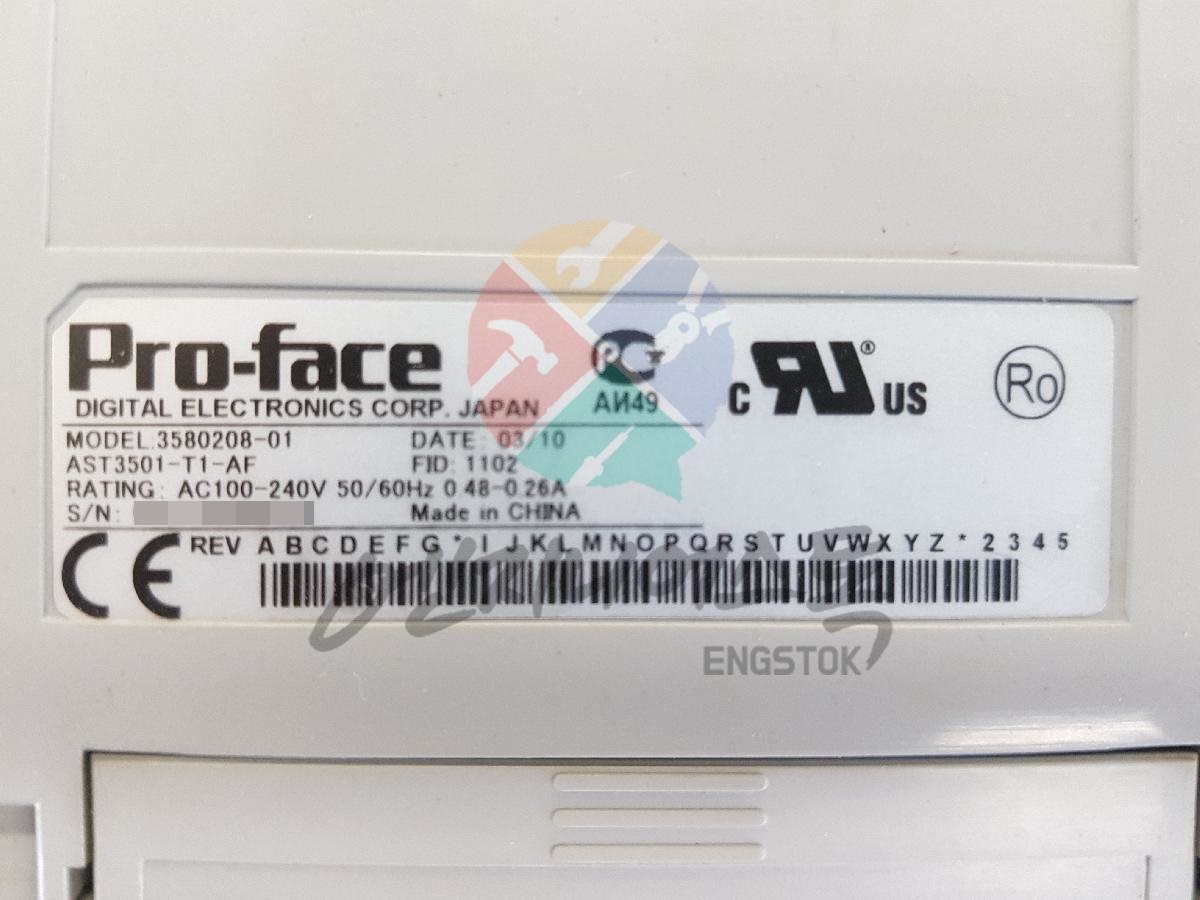 Pro-face
DIGITAL ELECTRONICS CORP. JAPAN
АИ49
C US ®
Ro
MODEL.3580208-01 DATE: 03/10
AST3501-T1-AF FID: 1102
RATING: AC100-240V 50/60Hz 0.48-0.26A
S/N: Made in CHINA
CE REV A B C D E F G * I J K L M N O P Q R S T U V W X Y Z * 2 3 4 5
ENGSTOK